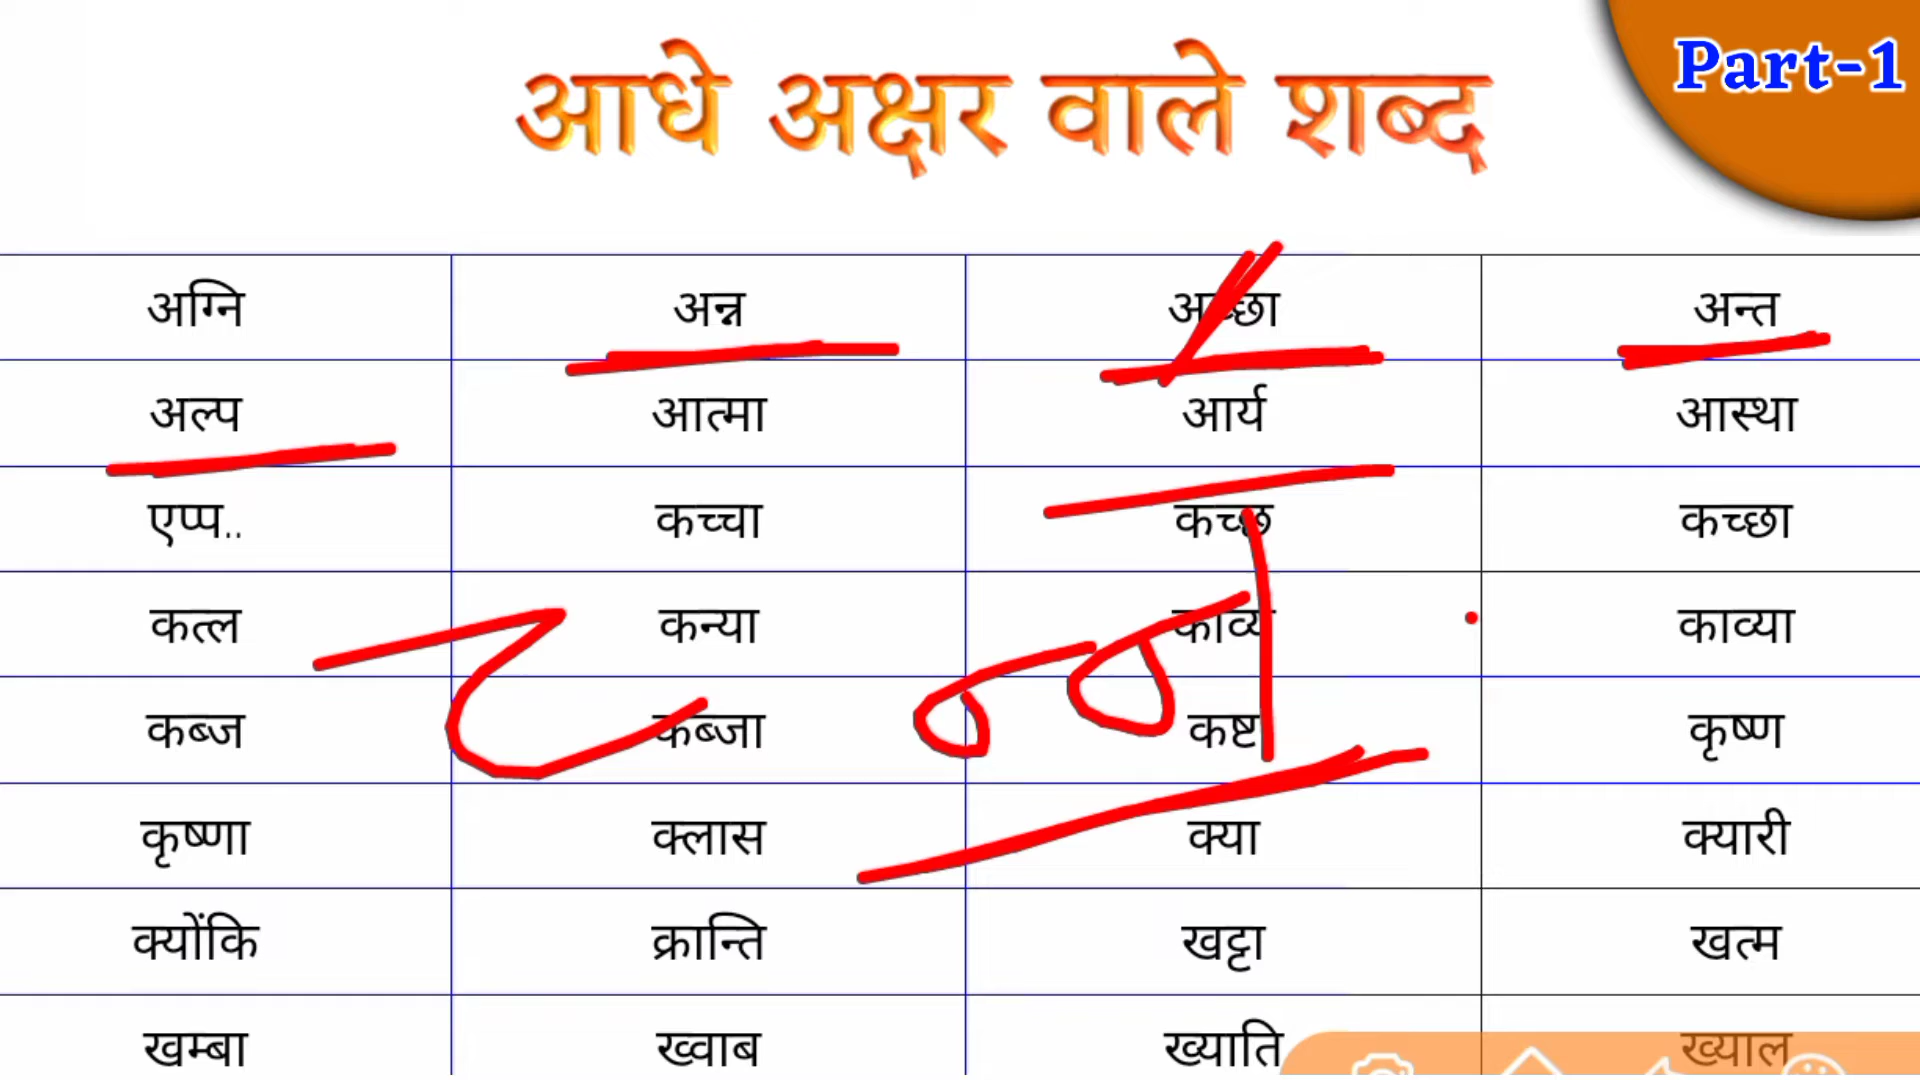 आधे अक्षर वाले शब्द
Part-1
अग्नि अन्न अच्छा अन्त
अल्प आत्मा आर्य आस्था
एप्प.. कच्चा कच्छ कच्छा
कत्ल कन्या काव्य काव्या
कब्ज कब्जा कष्ट कृष्ण
कृष्णा क्लास क्या क्यारी
क्योंकि क्रान्ति खट्टा खत्म
खम्बा ख्वाब ख्याति ख्याल